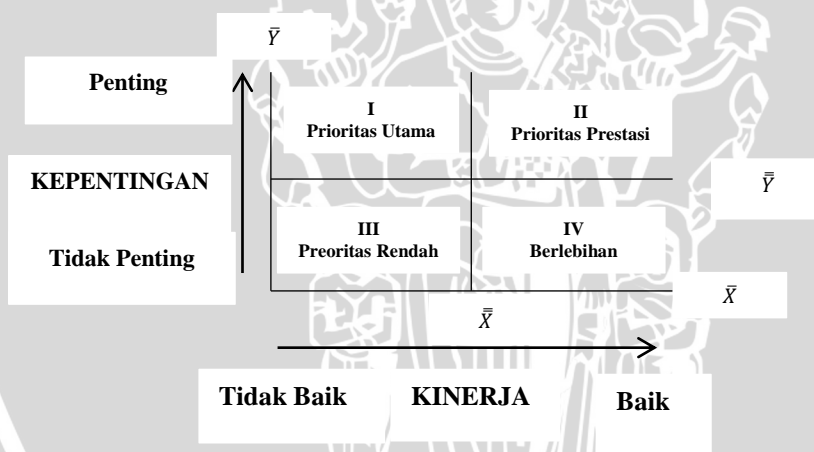 Ȳ
Penting
I
Prioritas Utama
II
Prioritas Prestasi
KEPENTINGAN
Y̿
III
Preoritas Rendah
IV
Berlebihan
Tidak Penting
X̄
X̿
Tidak Baik
KINERJA
Baik